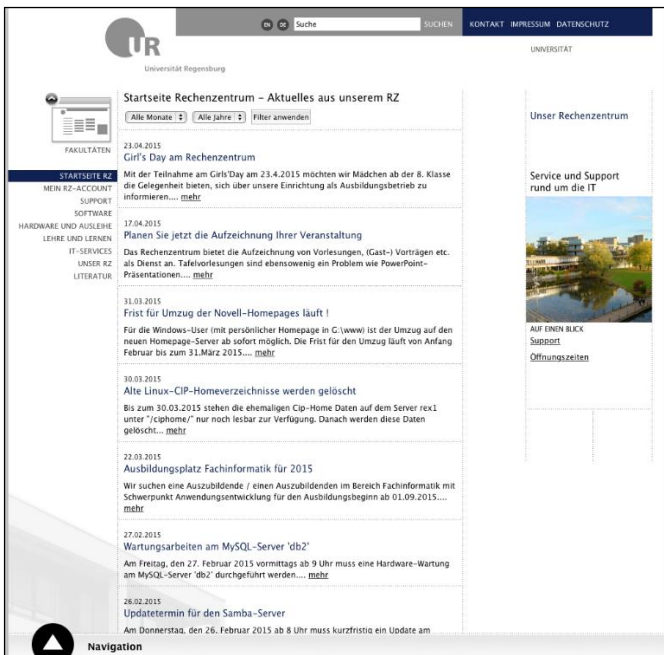 EN DE Suche SUCHEN KONTAKT IMPRESSUM DATENSCHUTZ
UR
Universität Regensburg
UNIVERSITÄT
FAKULTÄTEN
STARTSEITE RZ
MEIN RZ-ACCOUNT
SUPPORT
SOFTWARE
HARDWARE UND AUSLEIHE
LEHRE UND LERNEN
IT-SERVICES
UNSER RZ
LITERATUR
Startseite Rechenzentrum - Aktuelles aus unserem RZ
Alle Monate Alle Jahre Filter anwenden
23.04.2015
Girl's Day am Rechenzentrum
Mit der Teilnahme am Girls'Day am 23.4.2015 möchten wir Mädchen ab der 8. Klasse
die Gelegenheit bieten, sich über unsere Einrichtung als Ausbildungsbetrieb zu
informieren.... mehr
17.04.2015
Planen Sie jetzt die Aufzeichnung Ihrer Veranstaltung
Das Rechenzentrum bietet die Aufzeichnung von Vorlesungen, (Gast-) Vorträgen etc.
als Dienst an. Tafelvorlesungen sind ebensowenig ein Problem wie PowerPoint-
Präsentationen.... mehr
31.03.2015
Frist für Umzug der Novell-Homepages läuft !
Für die Windows-User (mit persönlicher Homepage in G:\www) ist der Umzug auf den
neuen Homepage-Server ab sofort möglich. Die Frist für den Umzug läuft von Anfang
Februar bis zum 31.März 2015.... mehr
30.03.2015
Alte Linux-CIP-Homeverzeichnisse werden gelöscht
Bis zum 30.03.2015 stehen die ehemaligen Cip-Home Daten auf dem Server rex1
unter "/ciphome/" nur noch lesbar zur Verfügung. Danach werden diese Daten
gelöscht... mehr
22.03.2015
Ausbildungsplatz Fachinformatik für 2015
Wir suchen eine Auszubildende / einen Auszubildenden im Bereich Fachinformatik mit
Schwerpunkt Anwendungsentwicklung für den Ausbildungsbeginn ab 01.09.2015....
mehr
27.02.2015
Wartungsarbeiten am MySQL-Server 'db2'
Am Freitag, den 27. Februar 2015 vormittags ab 9 Uhr muss eine Hardware-Wartung
am MySQL-Server 'db2' durchgeführt werden.... mehr
26.02.2015
Updatetermin für den Samba-Server
Am Donnerstag, den 26. Februar 2015 ab 8 Uhr muss kurzfristig ein Update am
Unser Rechenzentrum
Service und Support
rund um die IT
AUF EINEN BLICK
Support
Öffnungszeiten
Navigation